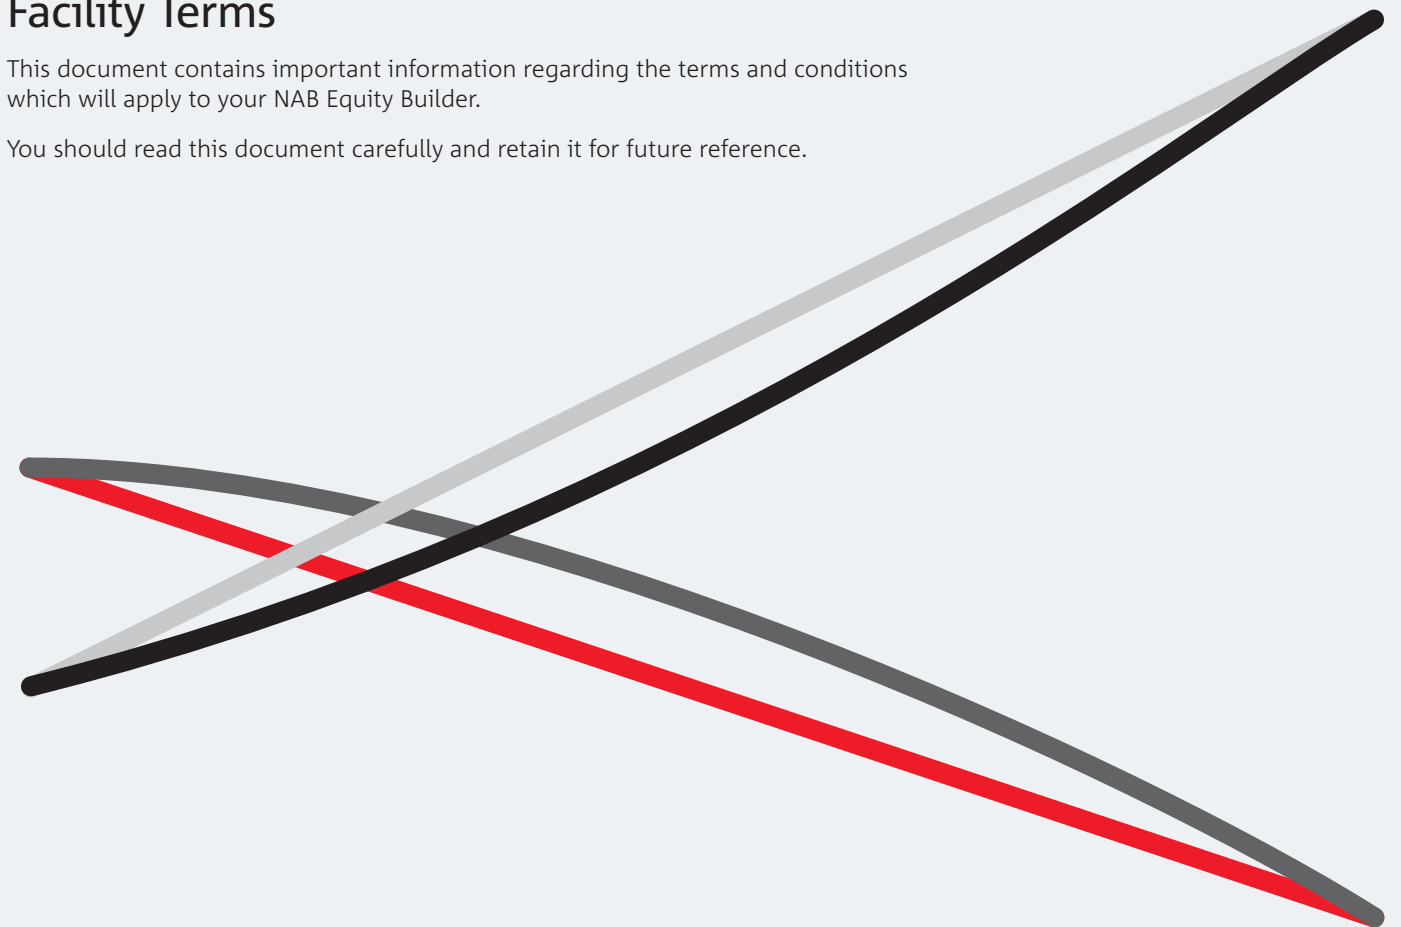 Facility Terms
This document contains important information regarding the terms and conditions
which will apply to your NAB Equity Builder.
You should read this document carefully and retain it for future reference.